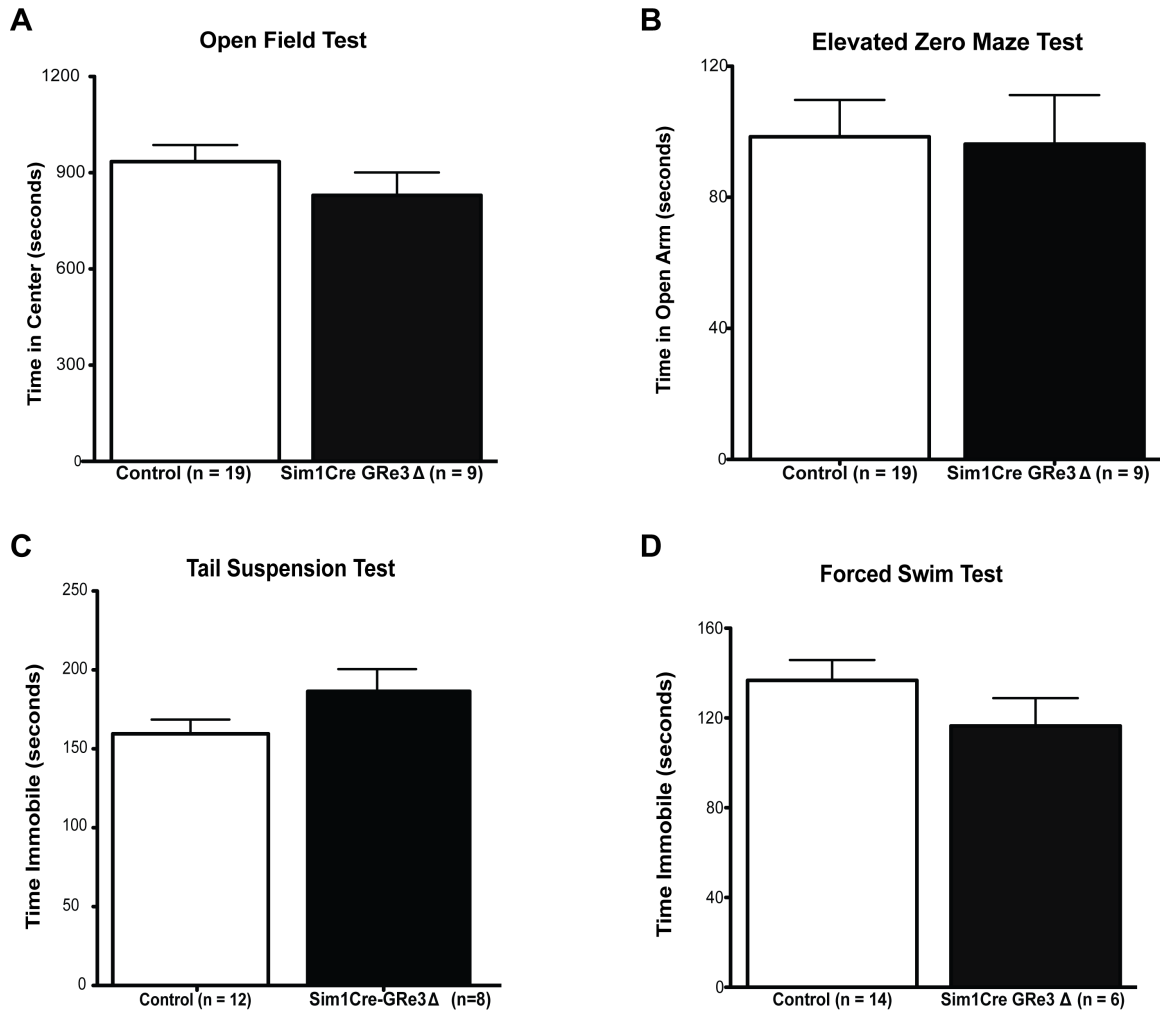 A
Open Field Test
Time in Center (seconds)
1200
900
600
300
0
Control (n = 19)
Sim1Cre GRe3 Δ (n = 9)
B
Elevated Zero Maze Test
Time in Open Arm (seconds)
120
80
40
0
Control (n = 19)
Sim1Cre GRe3 Δ (n = 9)
C
Tail Suspension Test
Time Immobile (seconds)
250
200
150
100
50
0
Control (n = 12)
Sim1Cre-GRe3 Δ (n=8)
D
Forced Swim Test
Time Immobile (seconds)
160
120
80
40
0
Control (n = 14)
Sim1Cre GRe3 Δ (n = 6)